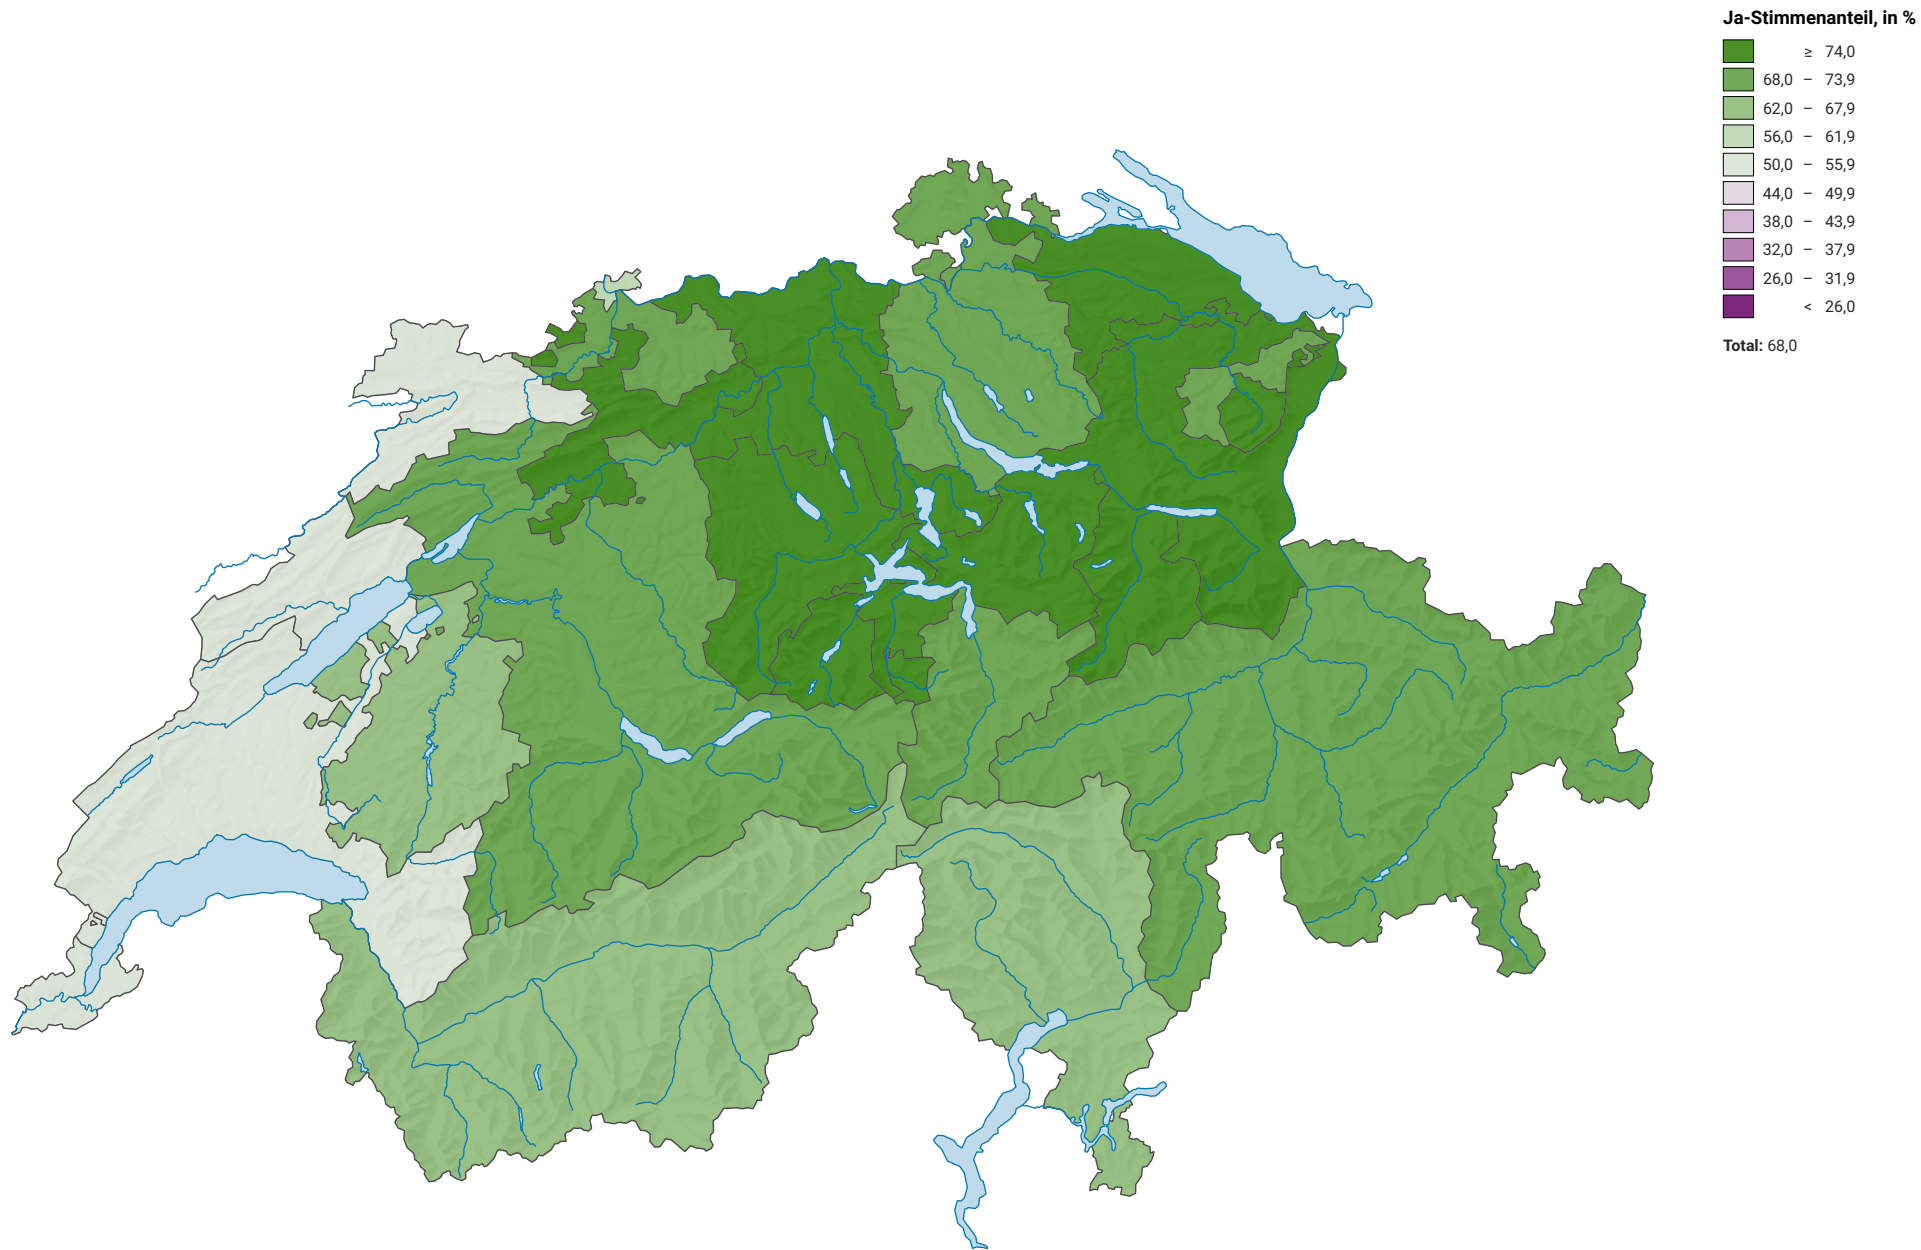 Ja-Stimmenanteil, in %
≥ 74,0
68,0 – 73,9
62,0 – 67,9
56,0 – 61,9
50,0 – 55,9
44,0 – 49,9
38,0 – 43,9
32,0 – 37,9
26,0 – 31,9
< 26,0
Total: 68,0